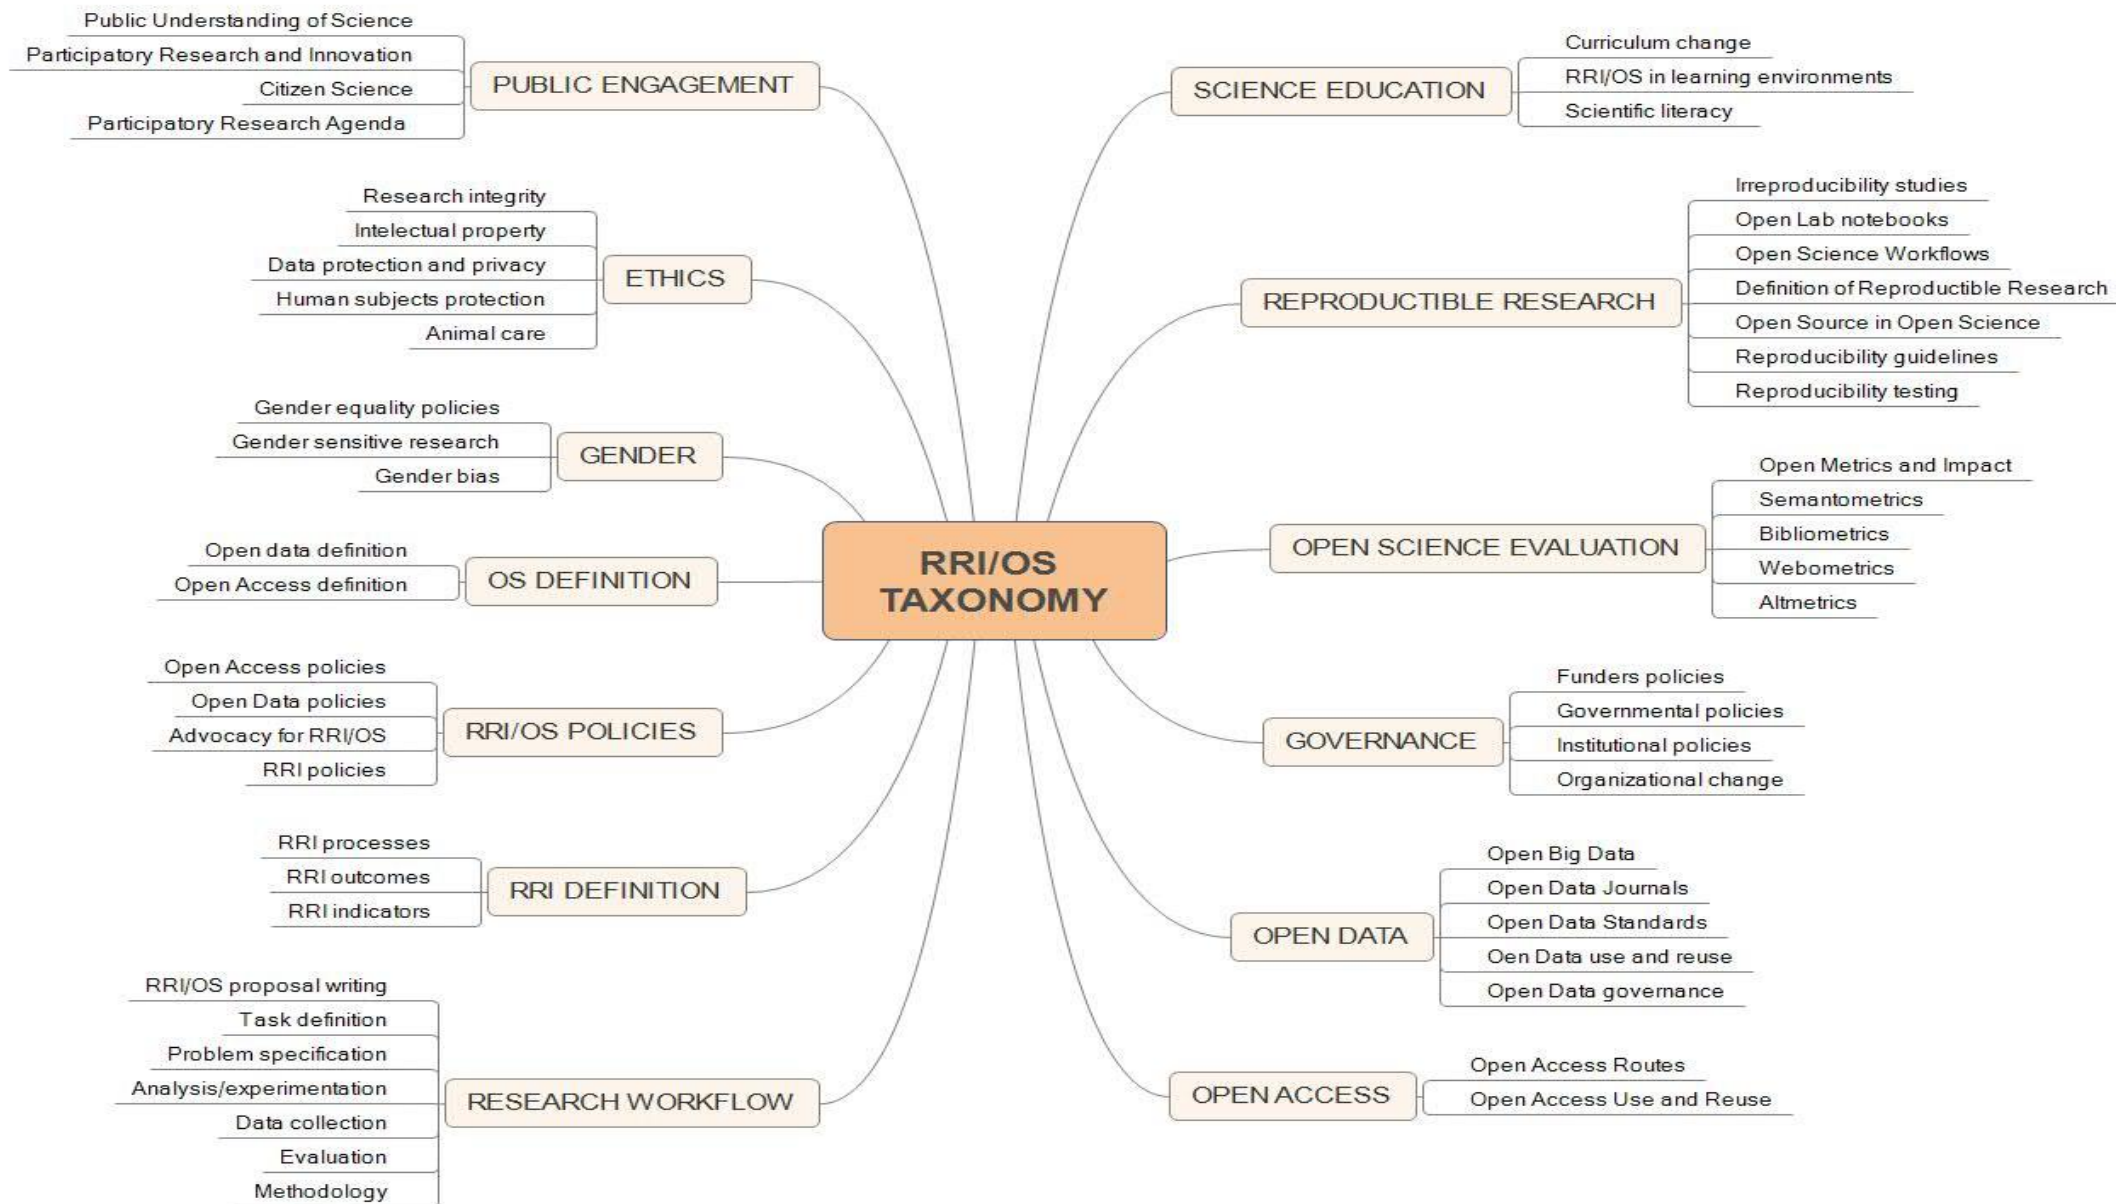 Public Understanding of Science
Participatory Research and Innovation
Citizen Science
Participatory Research Agenda
PUBLIC ENGAGEMENT
Research integrity
Intelectual property
Data protection and privacy
Human subjects protection
Animal care
ETHICS
Gender equality policies
Gender sensitive research
Gender bias
GENDER
Open data definition
Open Access definition
OS DEFINITION
Open Access policies
Open Data policies
Advocacy for RRI/OS
RRI policies
RRI/OS POLICIES
RRI processes
RRI outcomes
RRI indicators
RRI DEFINITION
RRI/OS proposal writing
Task definition
Problem specification
Analysis/experimentation
Data collection
Evaluation
Methodology
RESEARCH WORKFLOW
RRI/OS
TAXONOMY
SCIENCE EDUCATION
Curriculum change
RRI/OS in learning environments
Scientific literacy
REPRODUCTIBLE RESEARCH
Irreproducibility studies
Open Lab notebooks
Open Science Workflows
Definition of Reproductible Research
Open Source in Open Science
Reproducibility guidelines
Reproducibility testing
OPEN SCIENCE EVALUATION
Open Metrics and Impact
Semantometrics
Bibliometrics
Webometrics
Altmetrics
GOVERNANCE
Funders policies
Governmental policies
Institutional policies
Organizational change
OPEN DATA
Open Big Data
Open Data Journals
Open Data Standards
Oen Data use and reuse
Open Data governance
OPEN ACCESS
Open Access Routes
Open Access Use and Reuse